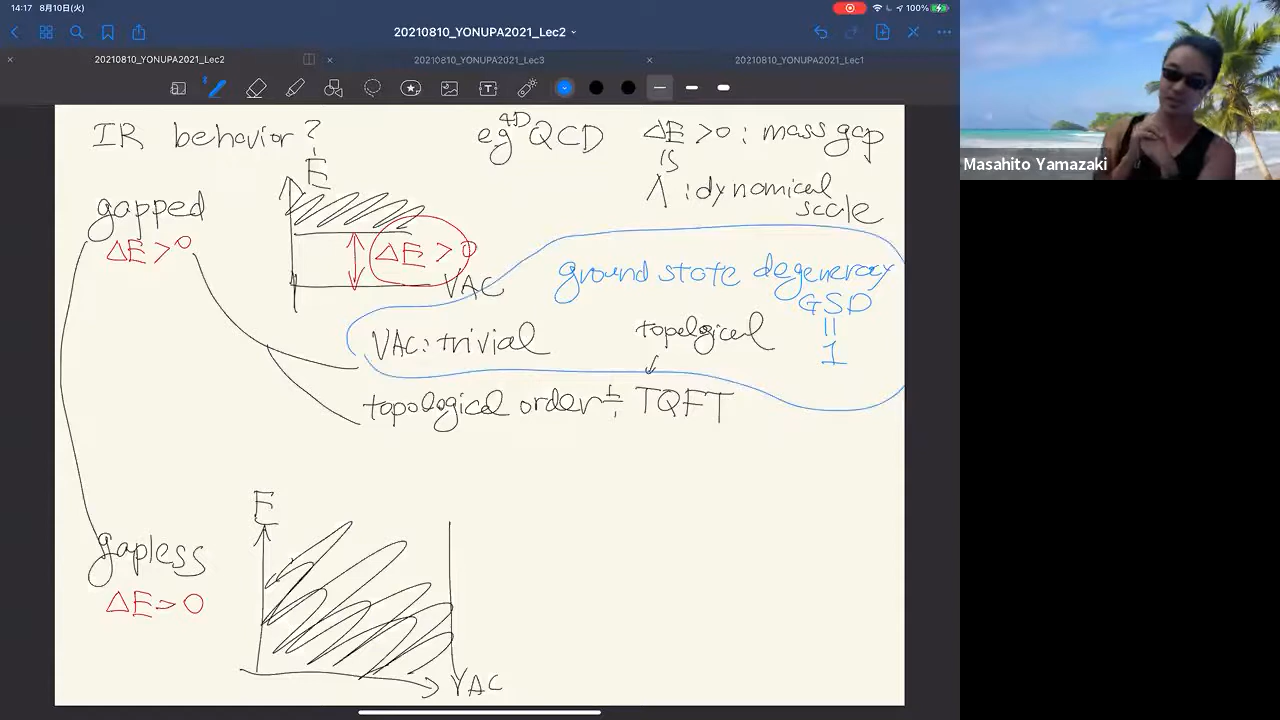 14:17 8月10日(火)
100%
20210810_YONUPA2021_Lec2
20210810_YONUPA2021_Lec2
20210810_YONUPA2021_Lec3
20210810_YONUPA2021_Lec1
Masahito Yamazaki
IR behavior?
eg 4D QCD ΔE > 0 : mass gap
Λ : dynamical
scale
E
gapped
ΔE > 0
ΔE > 0
VAC
ground state degeneracy
GSD
1
VAC : trivial
topological
topological order ≒ TQFT
E
gapless
ΔE = 0
VAC